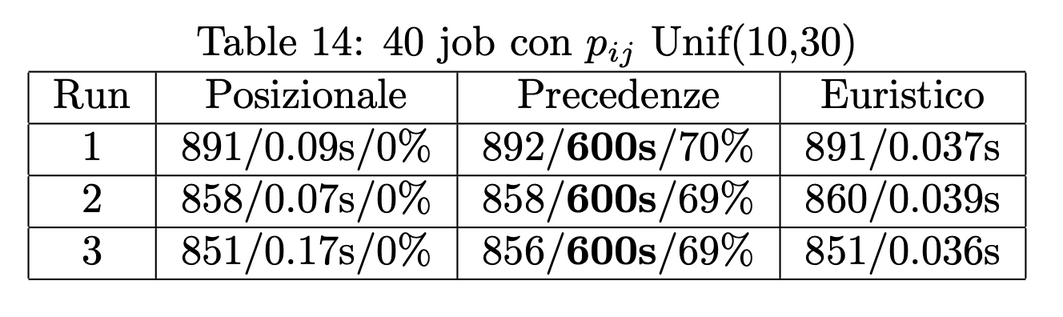 Table 14: 40 job con p_{ij} Unif(10,30)
Run Posizionale Precedenze Euristico
1 891/0.09s/0% 892/600s/70% 891/0.037s
2 858/0.07s/0% 858/600s/69% 860/0.039s
3 851/0.17s/0% 856/600s/69% 851/0.036s